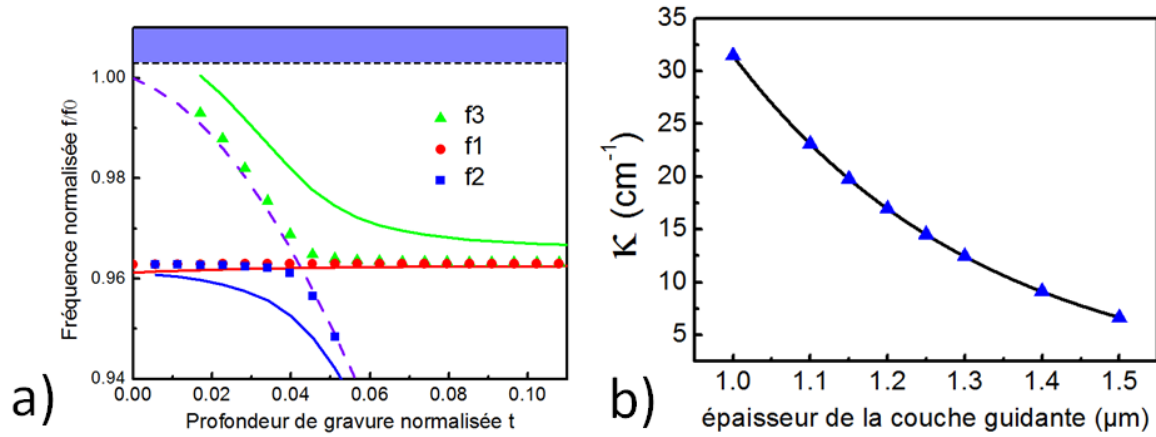 a)
Fréquence normalisée f/f0
1.00
0.98
0.96
0.94
f3
f1
f2
0.00
0.02
0.04
0.06
0.08
0.10
Profondeur de gravure normalisée t
b)
κ (cm⁻¹)
35
30
25
20
15
10
5
1.0
1.1
1.2
1.3
1.4
1.5
épaisseur de la couche guidante (µm)